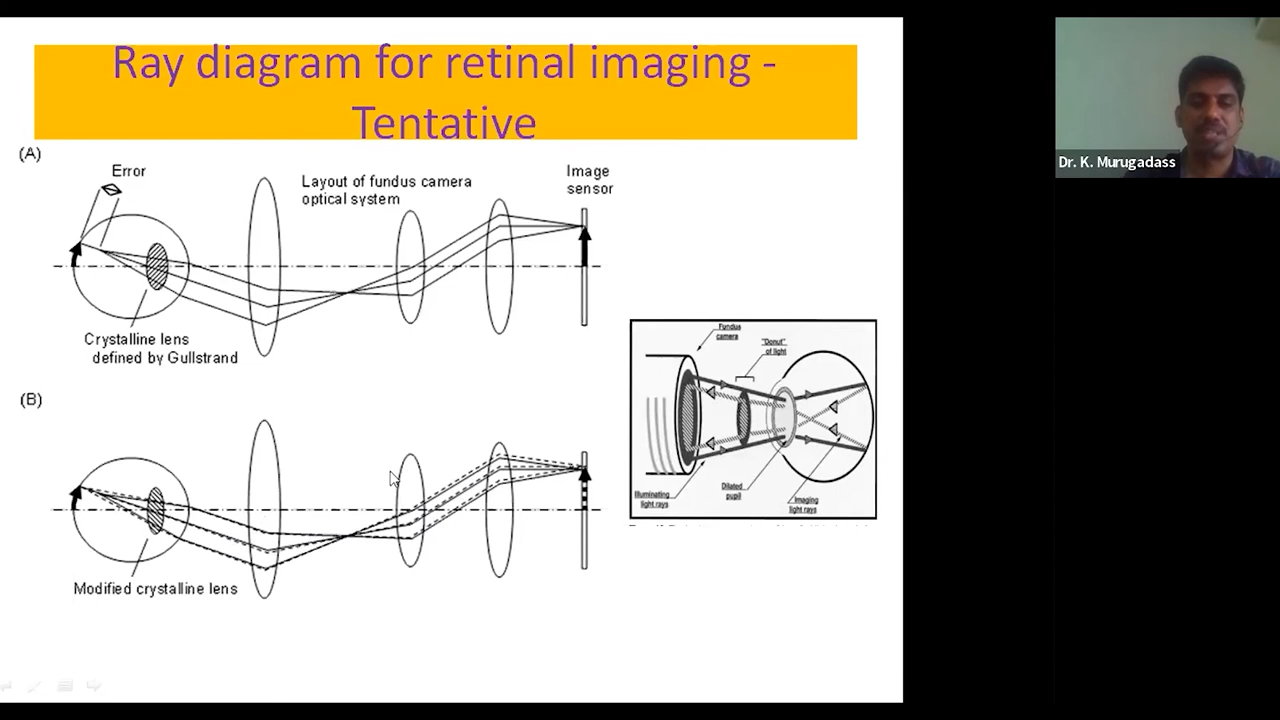 Ray diagram for retinal imaging -
Tentative
(A)
Error
Layout of fundus camera
optical system
Image
sensor
Crystalline lens
defined by Gullstrand
(B)
Modified crystalline lens
Fundus
camera
"Donut"
of light
Illuminating
light rays
Dilated
pupil
Imaging
light rays
Dr. K. Murugadass